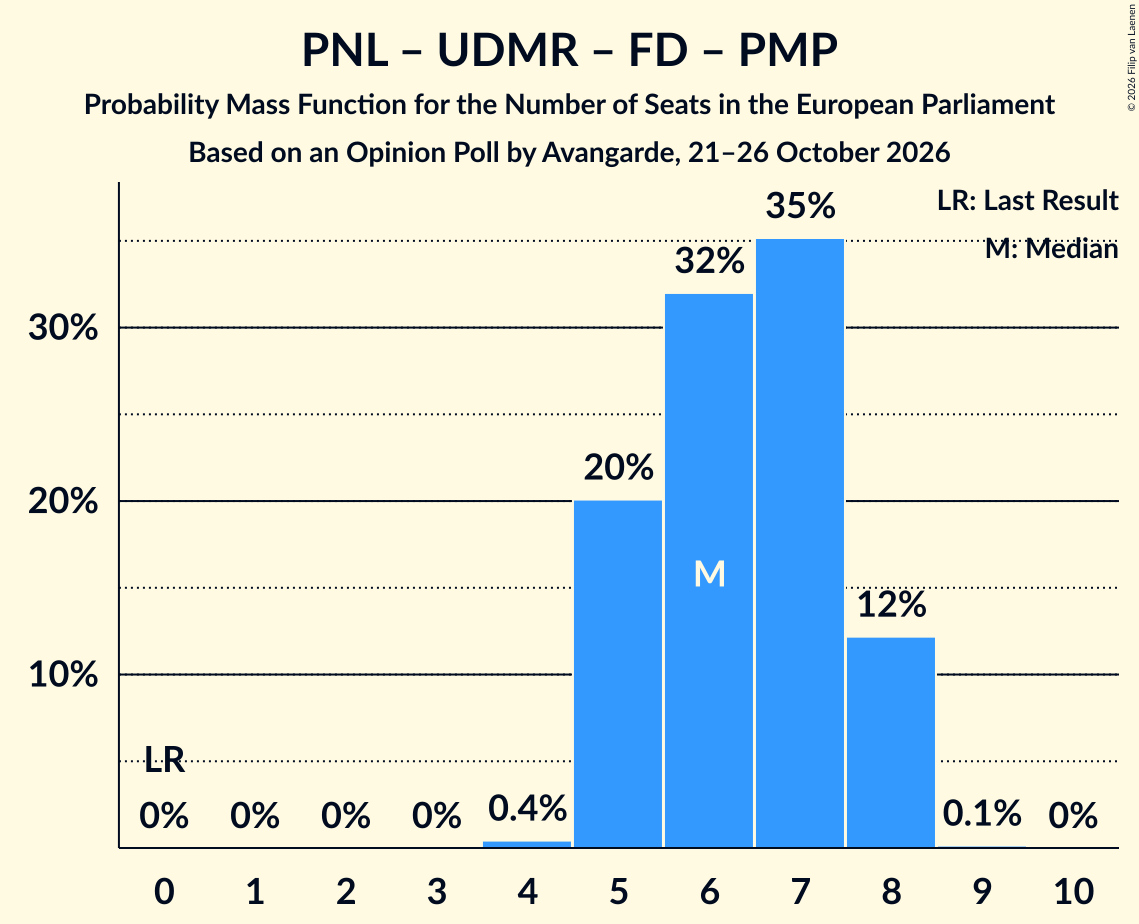 PNL – UDMR – FD – PMP
Probability Mass Function for the Number of Seats in the European Parliament
Based on an Opinion Poll by Avangarde, 21–26 October 2026
© 2026 Filip van Laenen
LR: Last Result
M: Median
35%
32%
30%
20%
20%
M
12%
10%
LR
0%
0%
0%
0%
0.4%
0.1%
0%
0 1 2 3 4 5 6 7 8 9 10